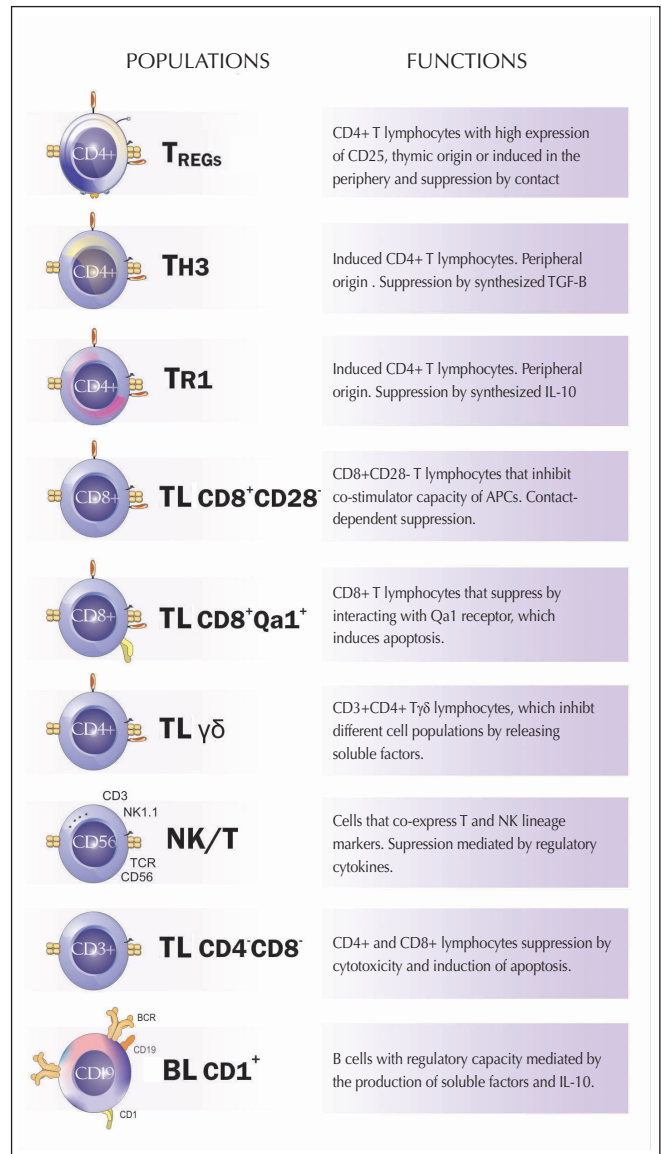 POPULATIONS FUNCTIONS
CD4+
TREGs
CD4+ T lymphocytes with high expression
of CD25, thymic origin or induced in the
periphery and suppression by contact
CD4+
TH3
Induced CD4+ T lymphocytes. Peripheral
origin . Suppression by synthesized TGF-B
CD4+
TR1
Induced CD4+ T lymphocytes. Peripheral
origin. Suppression by synthesized IL-10
CD8+
TL CD8⁺CD28⁻
CD8+CD28- T lymphocytes that inhibit
co-stimulator capacity of APCs. Contact-
dependent suppression.
CD8+
TL CD8⁺Qa1⁺
CD8+ T lymphocytes that suppress by
interacting with Qa1 receptor, which
induces apoptosis.
CD4+
TL γδ
CD3+CD4+ Tγδ lymphocytes, which inhibt
different cell populations by releasing
soluble factors.
CD3
NK1.1
CD56
TCR
CD56
NK/T
Cells that co-express T and NK lineage
markers. Supression mediated by regulatory
cytokines.
CD3+
TL CD4⁻CD8⁻
CD4+ and CD8+ lymphocytes suppression by
cytotoxicity and induction of apoptosis.
BCR
CD19
CD19
CD1
BL CD1⁺
B cells with regulatory capacity mediated by
the production of soluble factors and IL-10.